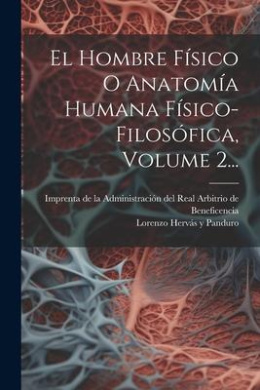 El Hombre Físico
O Anatomía
Humana Físico-
Filosófica,
Volume 2...
Imprenta de la Administración del Real Arbitrio de
Beneficencia
Lorenzo Hervás y Panduro